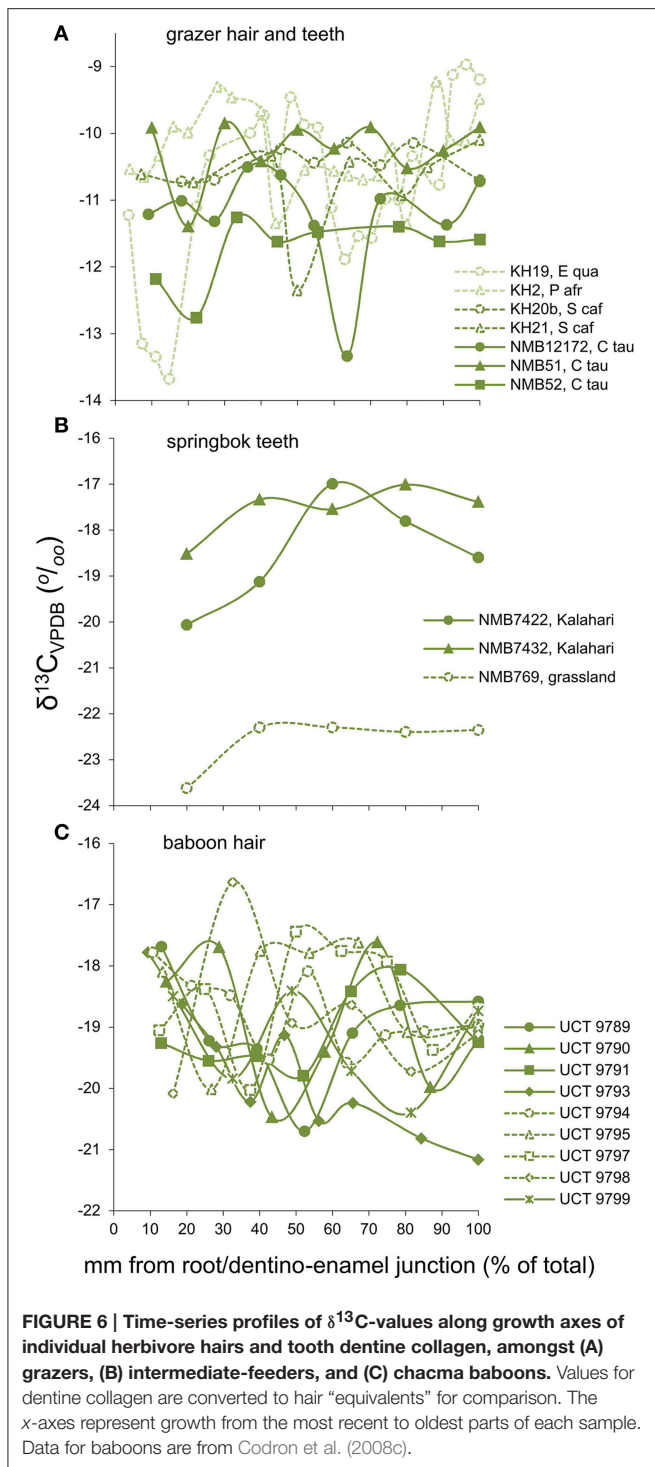 A
grazer hair and teeth
-9
-10
-11
-12
-13
-14
KH19, E qua
KH2, P afr
KH20b, S caf
KH21, S caf
NMB12172, C tau
NMB51, C tau
NMB52, C tau
B
springbok teeth
-16
-17
-18
-19
-20
-21
-22
-23
-24
δ13CVPDB (o/oo)
NMB7422, Kalahari
NMB7432, Kalahari
NMB769, grassland
C
baboon hair
-16
-17
-18
-19
-20
-21
-22
UCT 9789
UCT 9790
UCT 9791
UCT 9793
UCT 9794
UCT 9795
UCT 9797
UCT 9798
UCT 9799
0 10 20 30 40 50 60 70 80 90 100
mm from root/dentino-enamel junction (% of total)
FIGURE 6 | Time-series profiles of δ13C-values along growth axes of
individual herbivore hairs and tooth dentine collagen, amongst (A)
grazers, (B) intermediate-feeders, and (C) chacma baboons. Values for
dentine collagen are converted to hair “equivalents” for comparison. The
x-axes represent growth from the most recent to oldest parts of each sample.
Data for baboons are from Codron et al. (2008c).